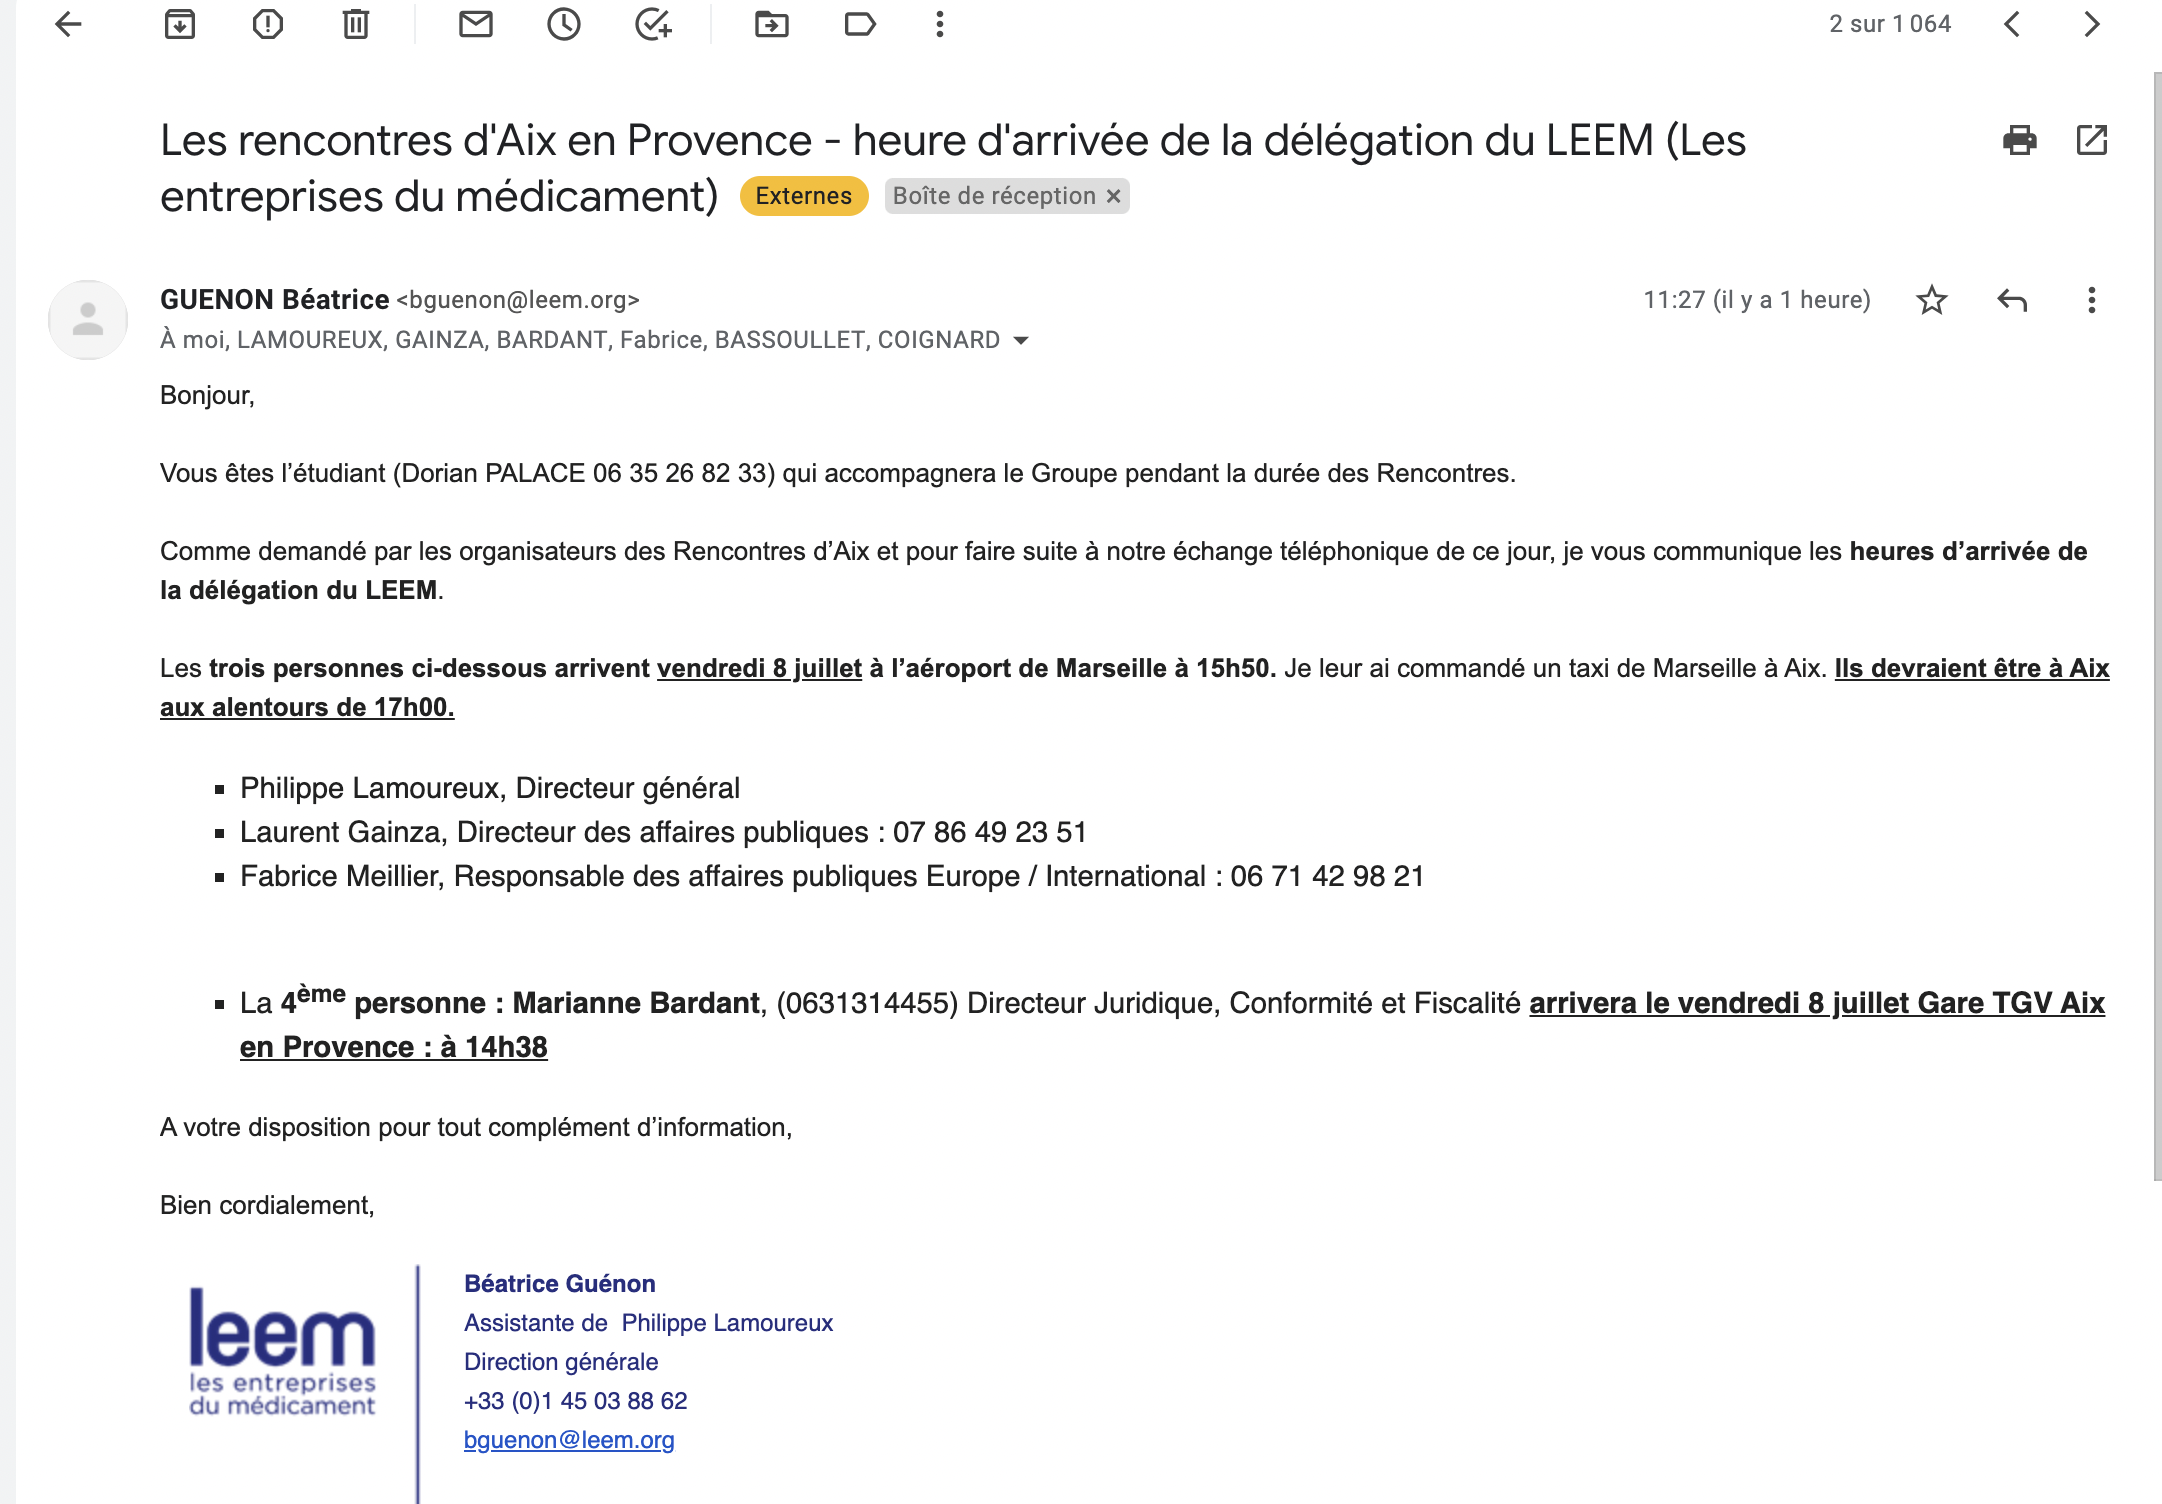 2 sur 1 064
Les rencontres d'Aix en Provence - heure d'arrivée de la délégation du LEEM (Les
entreprises du médicament) Externes Boîte de réception ×
GUENON Béatrice <bguenon@leem.org> 11:27 (il y a 1 heure)
À moi, LAMOUREUX, GAINZA, BARDANT, Fabrice, BASSOULLET, COIGNARD
Bonjour,
Vous êtes l’étudiant (Dorian PALACE 06 35 26 82 33) qui accompagnera le Groupe pendant la durée des Rencontres.
Comme demandé par les organisateurs des Rencontres d’Aix et pour faire suite à notre échange téléphonique de ce jour, je vous communique les heures d’arrivée de
la délégation du LEEM.
Les trois personnes ci-dessous arrivent vendredi 8 juillet à l’aéroport de Marseille à 15h50. Je leur ai commandé un taxi de Marseille à Aix. Ils devraient être à Aix
aux alentours de 17h00.
▪ Philippe Lamoureux, Directeur général
▪ Laurent Gainza, Directeur des affaires publiques : 07 86 49 23 51
▪ Fabrice Meillier, Responsable des affaires publiques Europe / International : 06 71 42 98 21
▪ La 4ème personne : Marianne Bardant, (0631314455) Directeur Juridique, Conformité et Fiscalité arrivera le vendredi 8 juillet Gare TGV Aix
en Provence : à 14h38
A votre disposition pour tout complément d’information,
Bien cordialement,
leem
les entreprises
du médicament
Béatrice Guénon
Assistante de Philippe Lamoureux
Direction générale
+33 (0)1 45 03 88 62
bguenon@leem.org